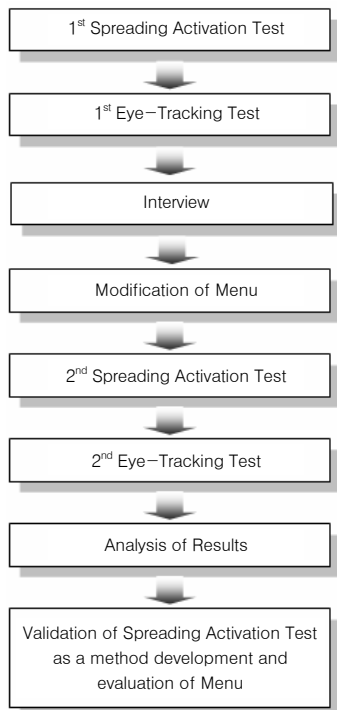 1st Spreading Activation Test
1st Eye-Tracking Test
Interview
Modification of Menu
2nd Spreading Activation Test
2nd Eye-Tracking Test
Analysis of Results
Validation of Spreading Activation Test
as a method development and
evaluation of Menu